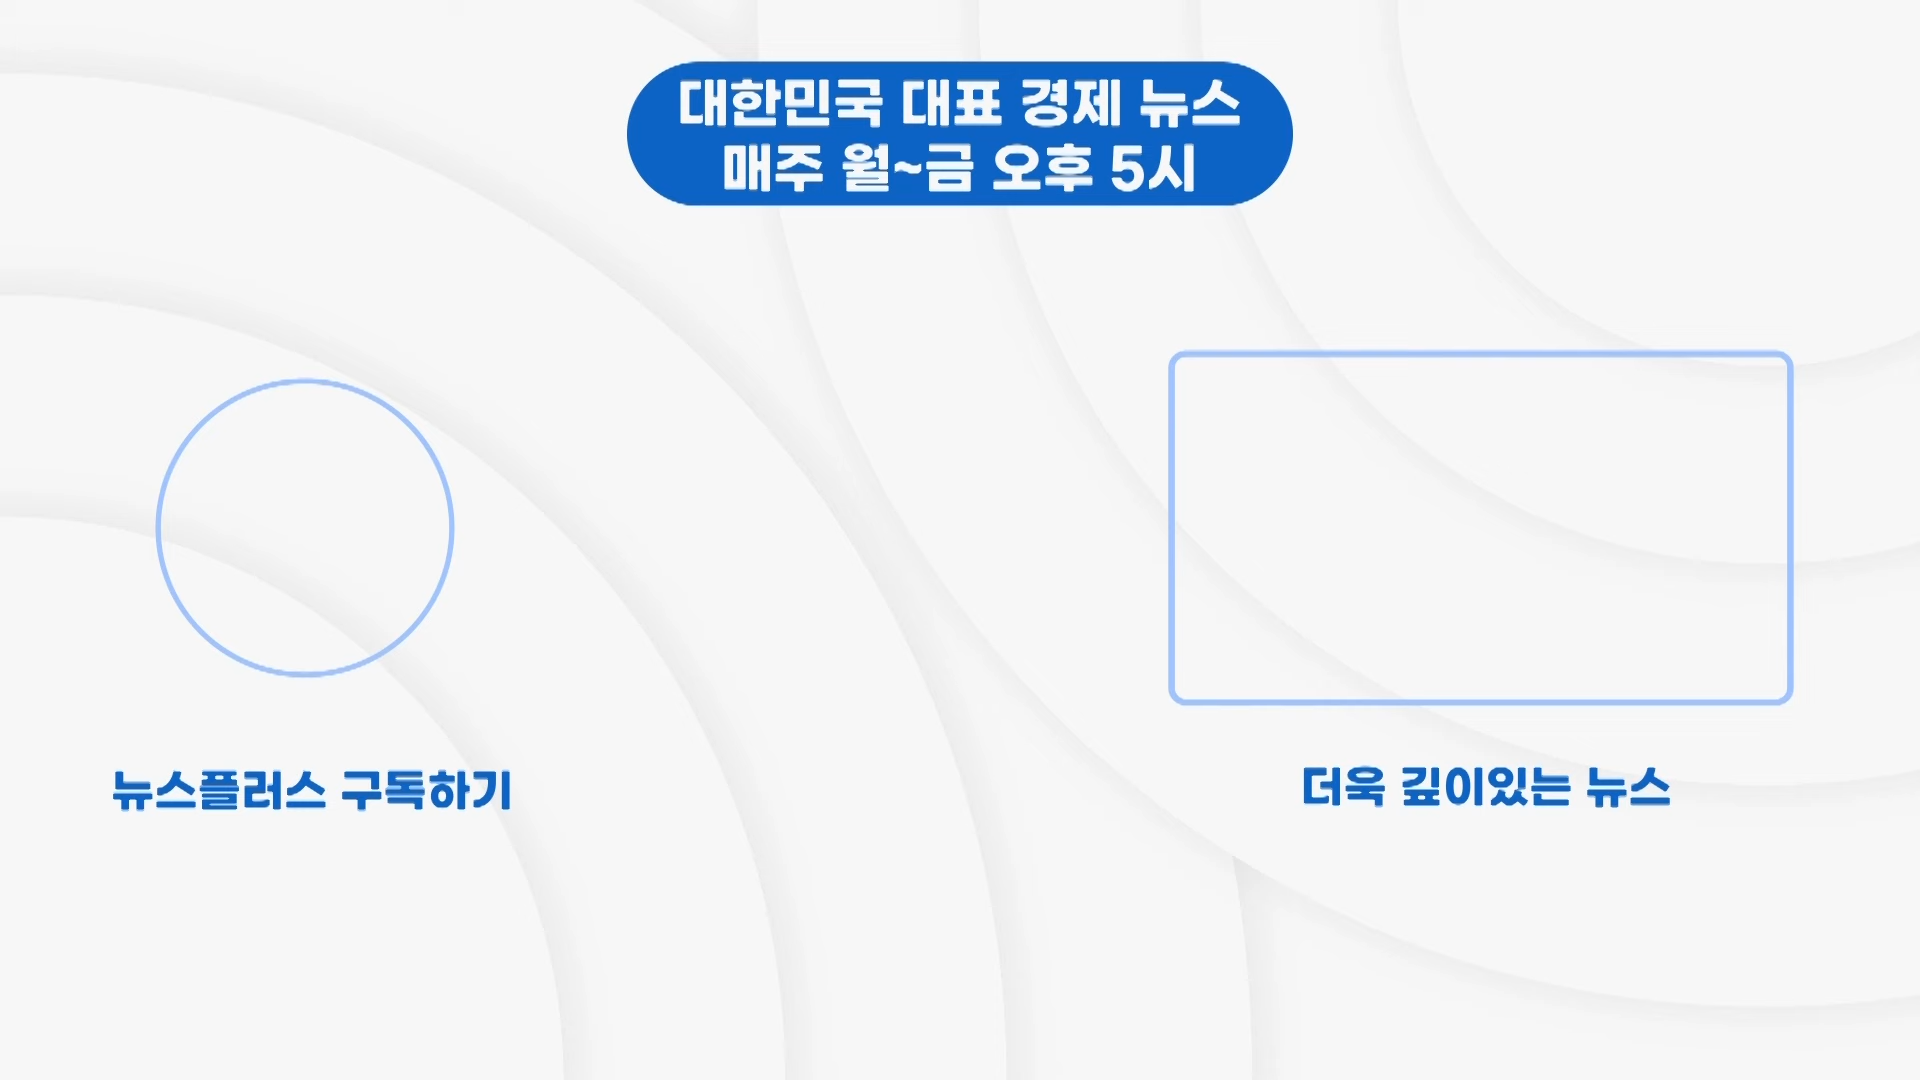 대한민국 대표 경제 뉴스
매주 월~금 오후 5시
뉴스플러스 구독하기
더욱 깊이있는 뉴스